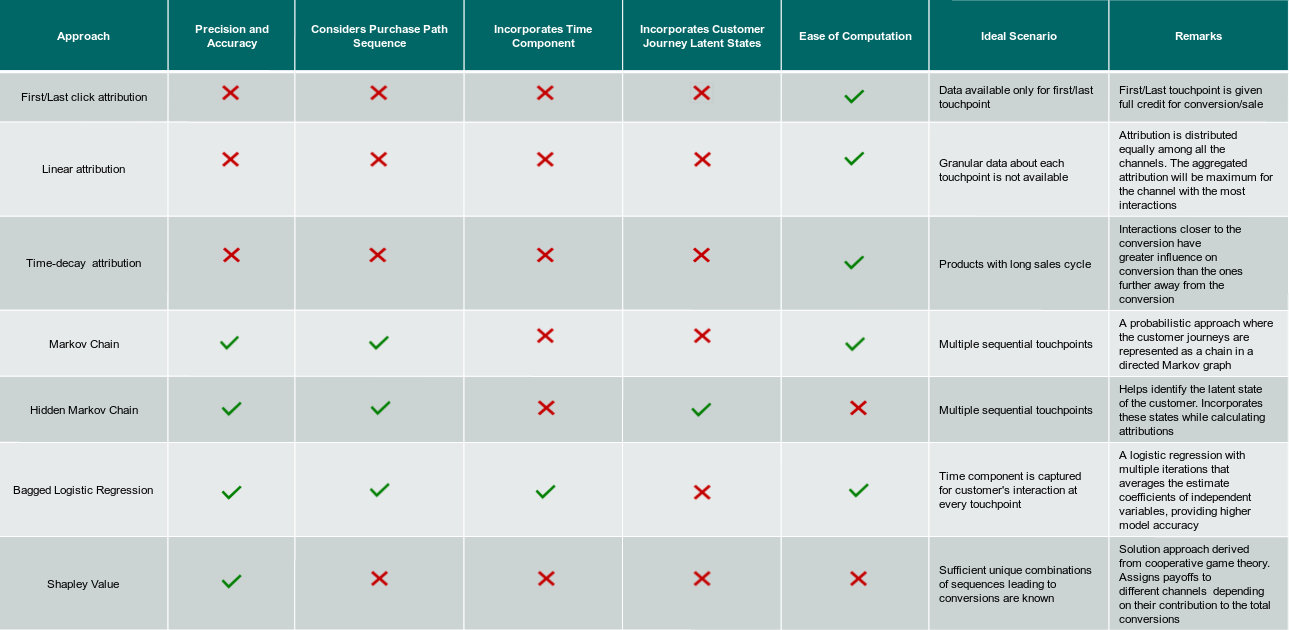 Approach
Precision and
Accuracy
Considers Purchase Path
Sequence
Incorporates Time
Component
Incorporates Customer
Journey Latent States
Ease of Computation
Ideal Scenario
Remarks
First/Last click attribution
Data available only for first/last
touchpoint
First/Last touchpoint is given
full credit for conversion/sale
Linear attribution
Granular data about each
touchpoint is not available
Attribution is distributed
equally among all the
channels. The aggregated
attribution will be maximum for
the channel with the most
interactions
Time-decay  attribution
Products with long sales cycle
Interactions closer to the
conversion have
greater influence on
conversion than the ones
further away from the
conversion
Markov Chain
Multiple sequential touchpoints
A probabilistic approach where
the customer journeys are
represented as a chain in a
directed Markov graph
Hidden Markov Chain
Multiple sequential touchpoints
Helps identify the latent state
of the customer. Incorporates
these states while calculating
attributions
Bagged Logistic Regression
Time component is captured
for customer's interaction at
every touchpoint
A logistic regression with
multiple iterations that
averages the estimate
coefficients of independent
variables, providing higher
model accuracy
Shapley Value
Sufficient unique combinations
of sequences leading to
conversions are known
Solution approach derived
from cooperative game theory.
Assigns payoffs to
different channels  depending
on their contribution to the total
conversions